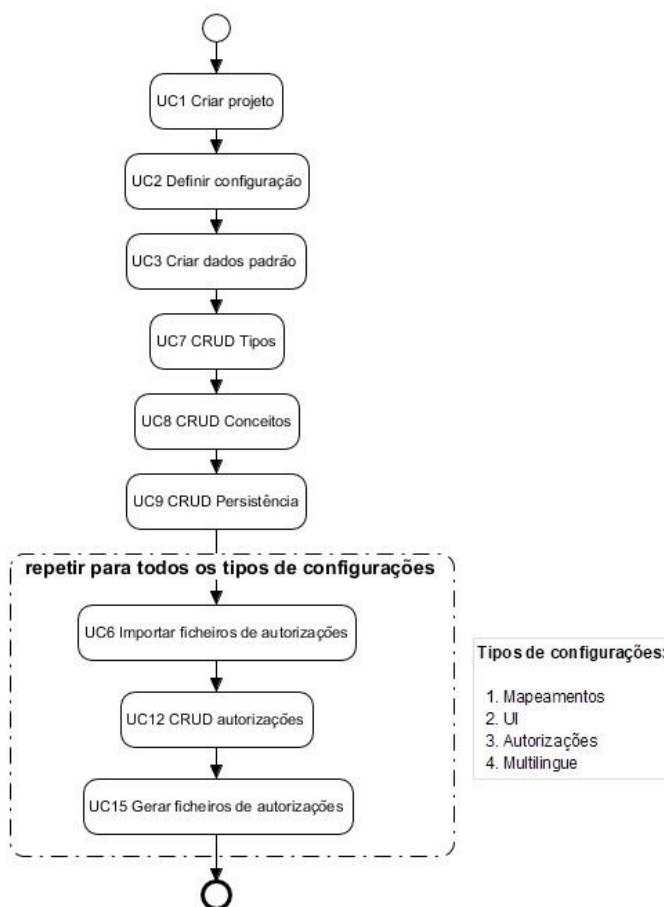 UC1 Criar projeto
UC2 Definir configuração
UC3 Criar dados padrão
UC7 CRUD Tipos
UC8 CRUD Conceitos
UC9 CRUD Persistência
repetir para todos os tipos de configurações
UC6 Importar ficheiros de autorizações
UC12 CRUD autorizações
UC15 Gerar ficheiros de autorizações
Tipos de configurações:
1. Mapeamentos
2. UI
3. Autorizações
4. Multilingue